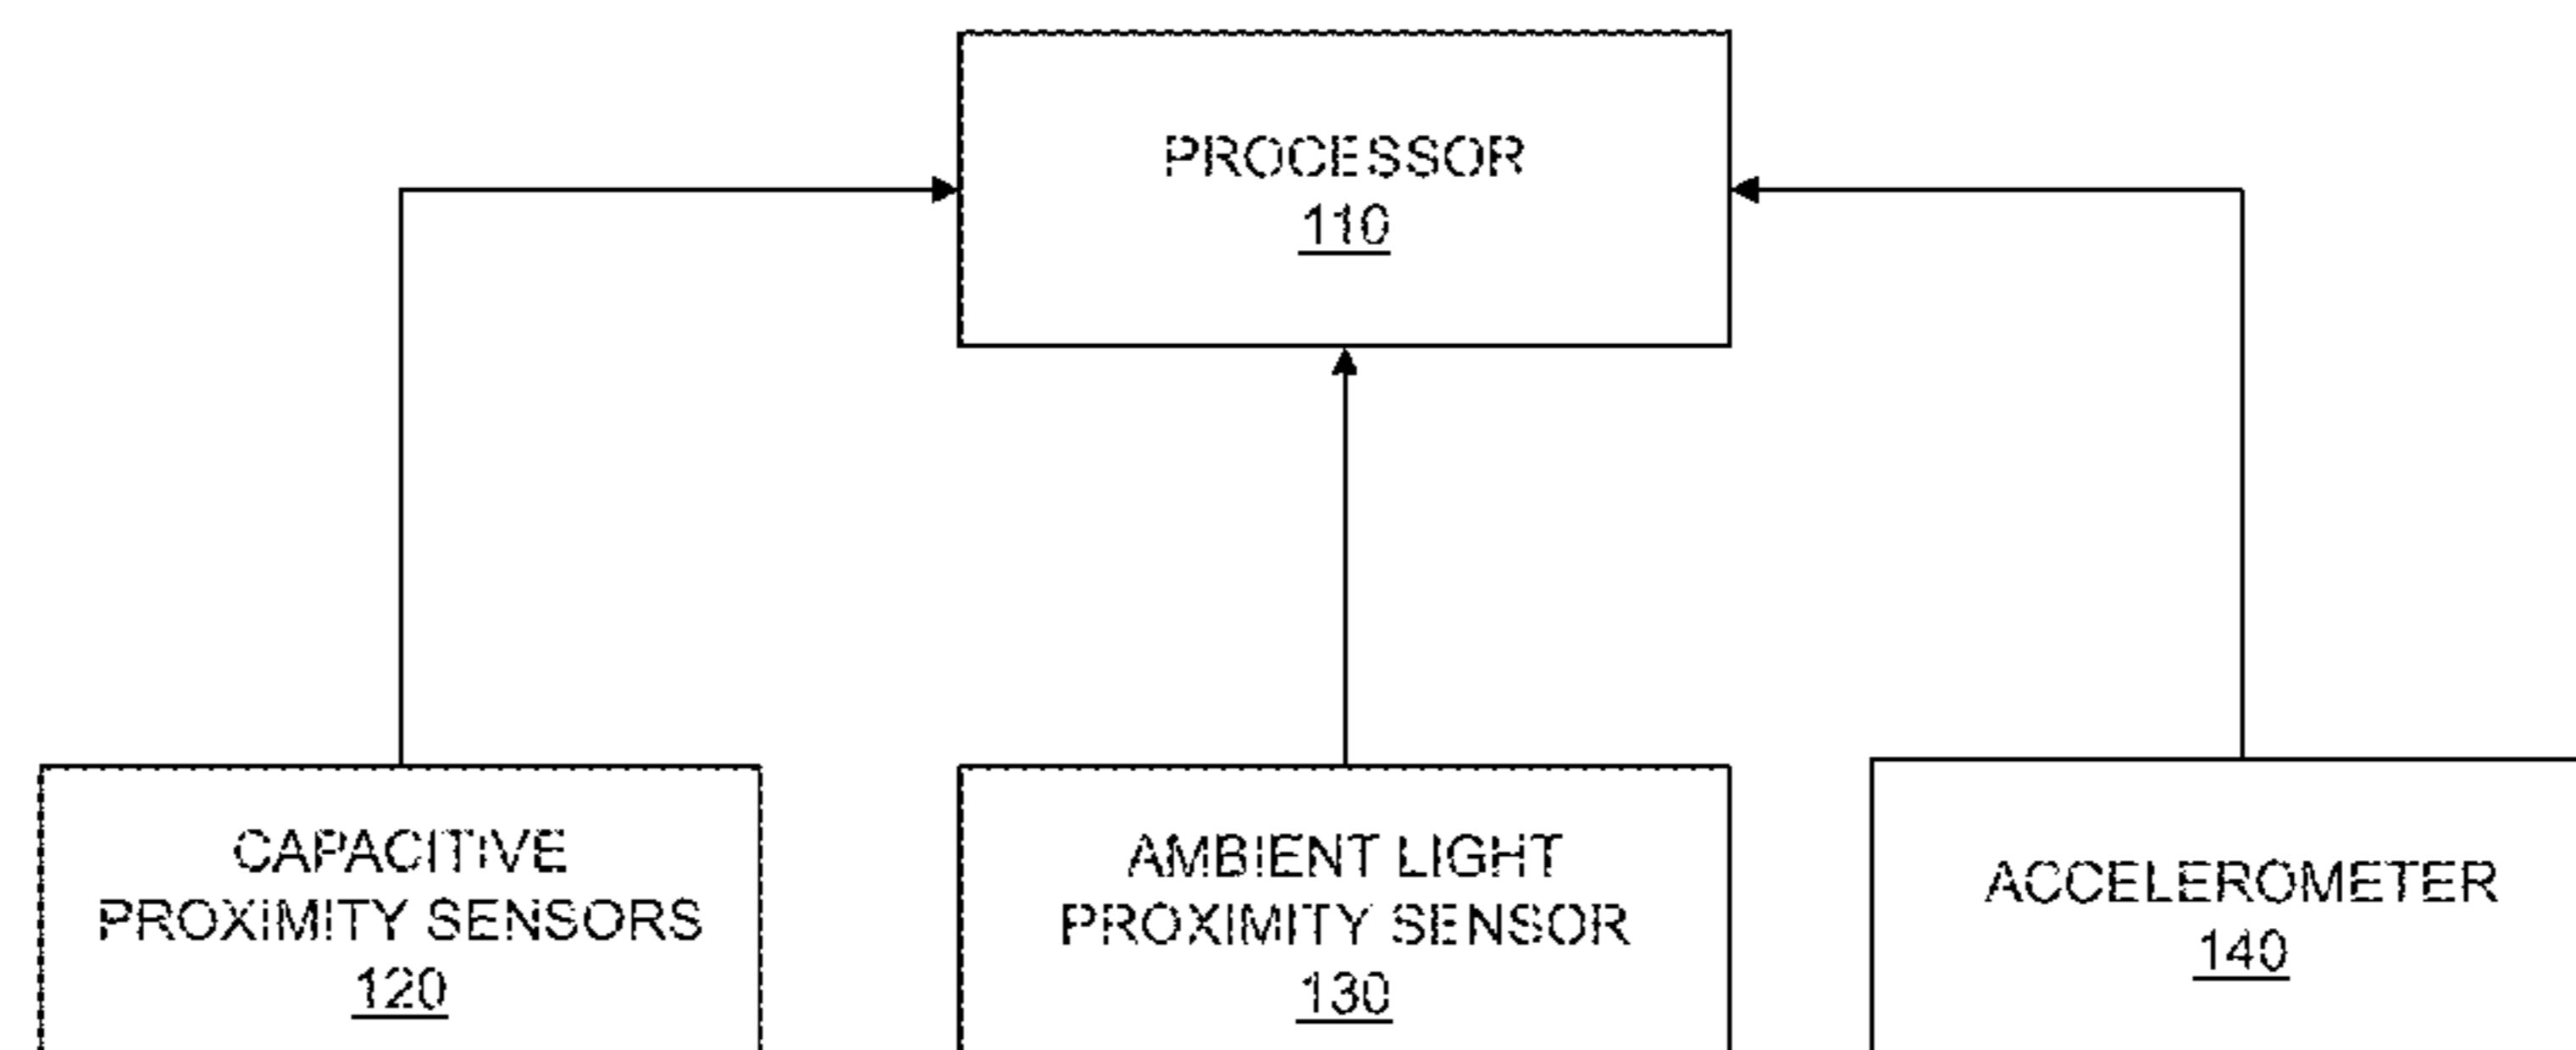 PROCESSOR
110
CAPACITIVE
PROXIMITY SENSORS
120
AMBIENT LIGHT
PROXIMITY SENSOR
130
ACCELEROMETER
140